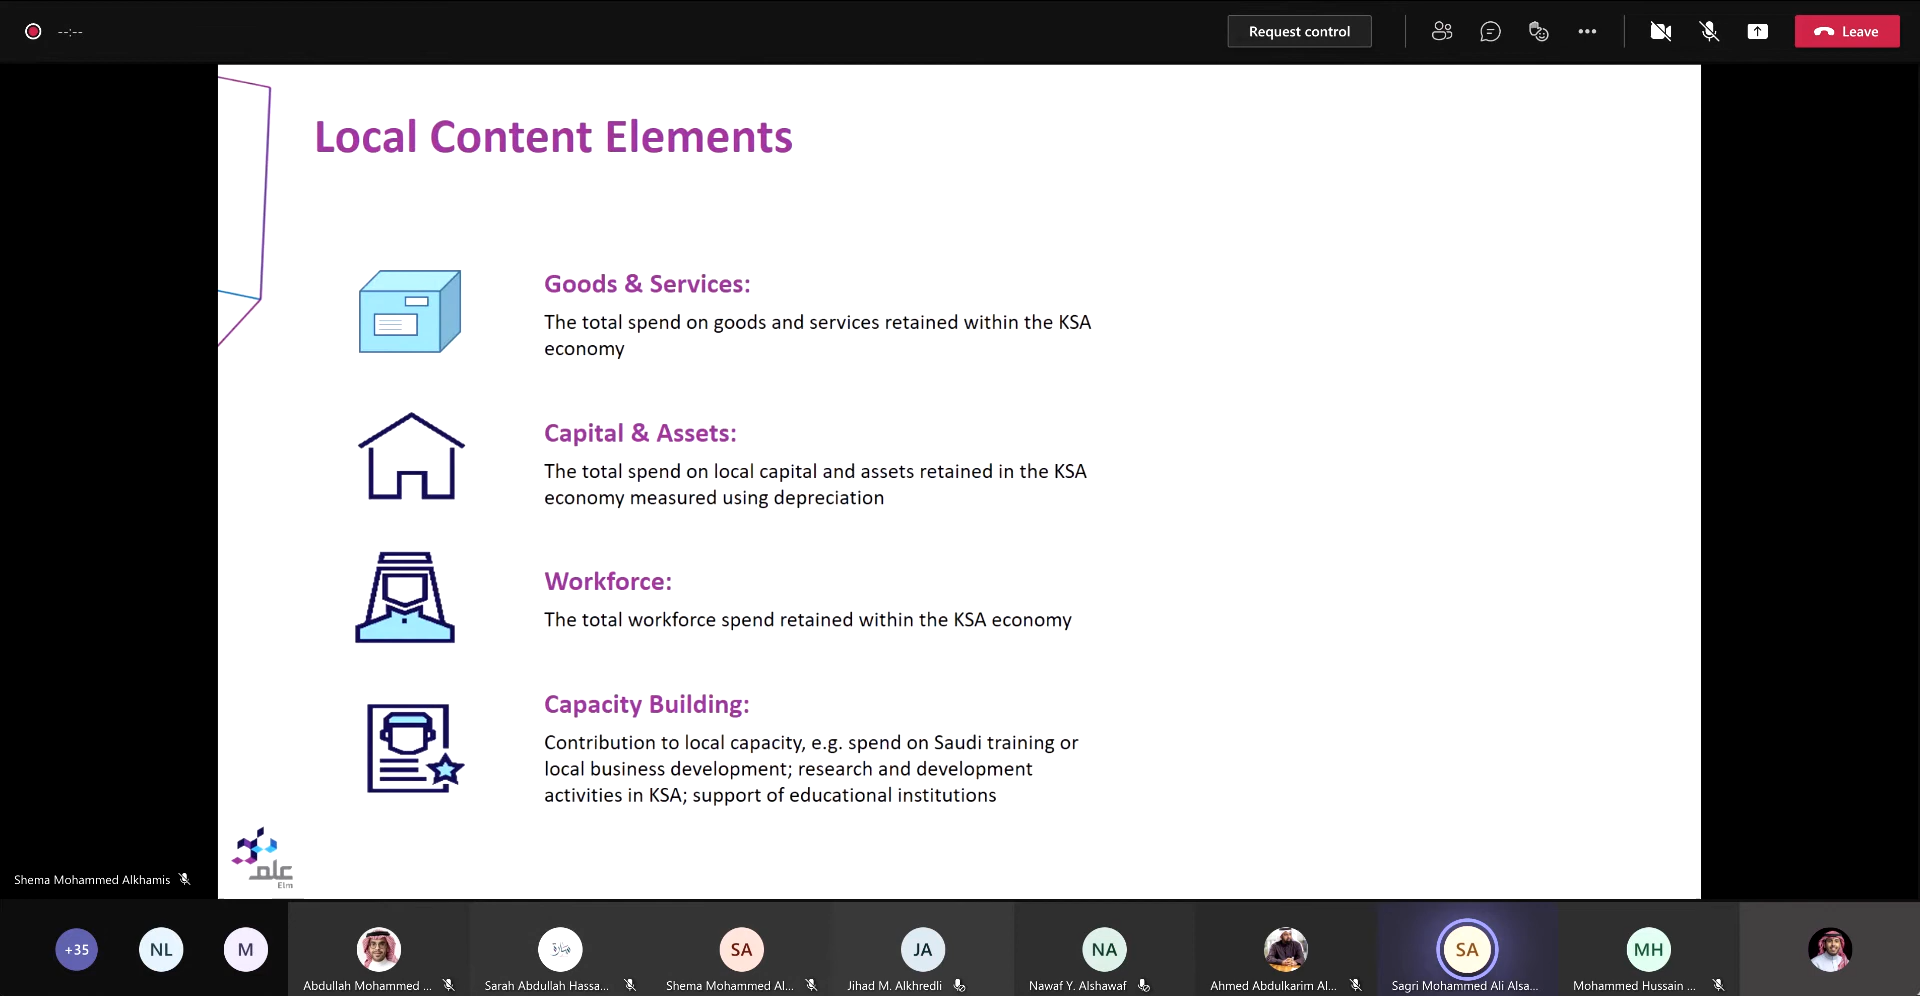 --:--
Request control
Leave
Local Content Elements
Goods & Services:
The total spend on goods and services retained within the KSA
economy
Capital & Assets:
The total spend on local capital and assets retained in the KSA
economy measured using depreciation
Workforce:
The total workforce spend retained within the KSA economy
Capacity Building:
Contribution to local capacity, e.g. spend on Saudi training or
local business development; research and development
activities in KSA; support of educational institutions
علم
Elm
Shema Mohammed Alkhamis
+35
NL
M
SA
JA
NA
SA
MH
Abdullah Mohammed ...
Sarah Abdullah Hassa...
Shema Mohammed Al...
Jihad M. Alkhredli
Nawaf Y. Alshawaf
Ahmed Abdulkarim Al...
Sagri Mohammed Ali Alsa...
Mohammed Hussain ...